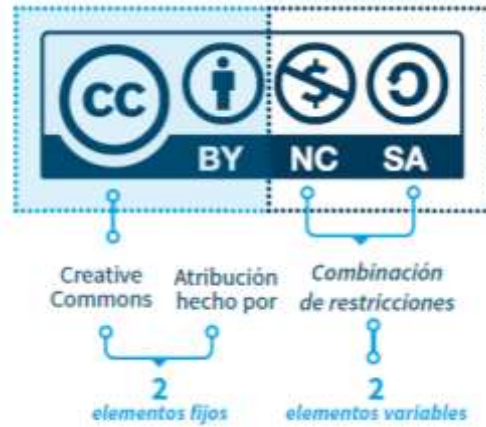 CC
BY NC SA
Creative Commons
Atribución hecho por
Combinación de restricciones
2
elementos fijos
2
elementos variables